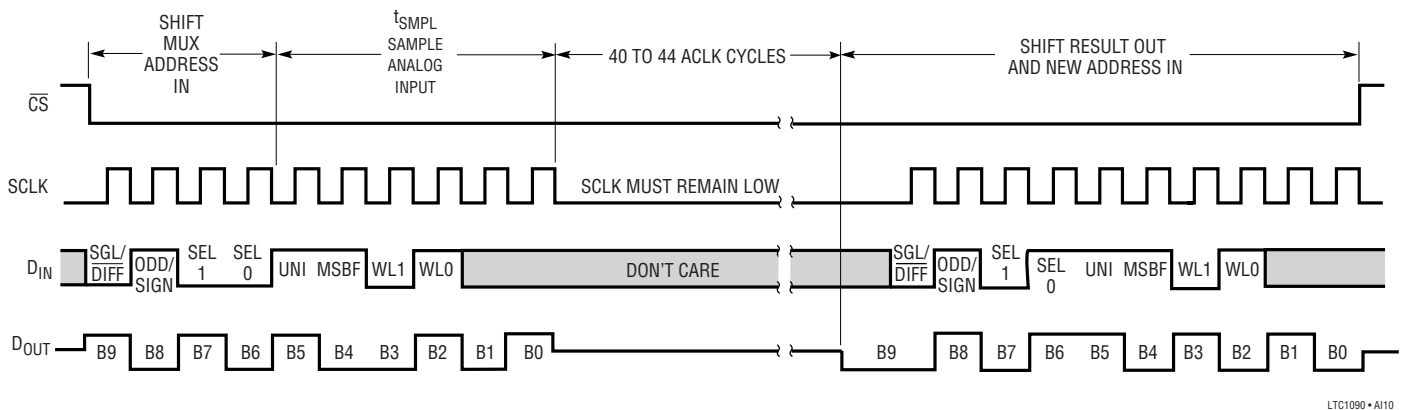 SHIFT
MUX
ADDRESS
IN
tSMPL
SAMPLE
ANALOG
INPUT
40 TO 44 ACLK CYCLES
SHIFT RESULT OUT
AND NEW ADDRESS IN
CS
SCLK
SCLK MUST REMAIN LOW
DIN
SGL/
DIFF
ODD/
SIGN
SEL
1
SEL
0
UNI
MSBF
WL1
WL0
DON'T CARE
SGL/
DIFF
ODD/
SIGN
SEL
1
SEL
0
UNI
MSBF
WL1
WL0
DOUT
B9
B8
B7
B6
B5
B4
B3
B2
B1
B0
B9
B8
B7
B6
B5
B4
B3
B2
B1
B0
LTC1090 • AI10